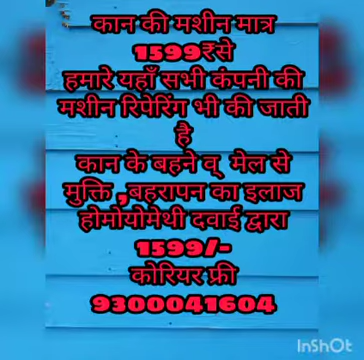 कान की मशीन मात्र
1599₹से
हमारे यहाँ सभी कंपनी की
मशीन रिपेरिंग भी की जाती
है
कान के बहने व् मेल से
मुक्ति ,बहरापन का इलाज
होमोयोमेथी दवाई द्वारा
1599/-
कोरियर फ्री
9300041604
InShOt